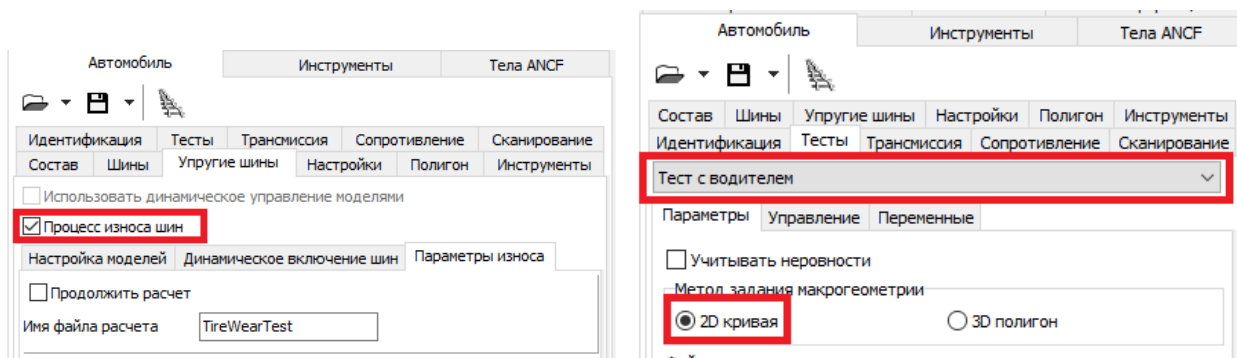 Автомобиль Инструменты Тела ANCF
Идентификация Тесты Трансмиссия Сопротивление Сканирование
Состав Шины Упругие шины Настройки Полигон Инструменты
Использовать динамическое управление моделями
Процесс износа шин
Настройка моделей Динамическое включение шин Параметры износа
Продолжить расчет
Имя файла расчета TireWearTest
Автомобиль Инструменты Тела ANCF
Состав Шины Упругие шины Настройки Полигон Инструменты
Идентификация Тесты Трансмиссия Сопротивление Сканирование
Тест с водителем
Параметры Управление Переменные
Учитывать неровности
Метод задания макрогеометрии
2D кривая 3D полигон